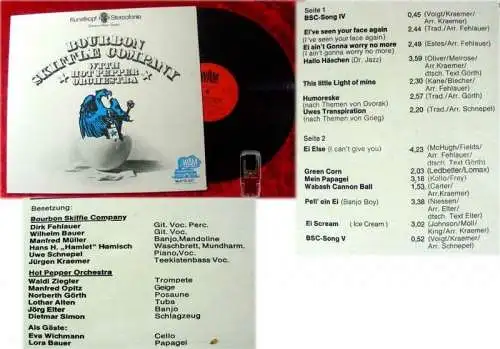 Kunstkopf Stereofonie
BOURBON
SKIFFLE COMPANY
WITH
HOT PEPPER
ORCHESTRA
WAM
Besetzung:
Bourbon Skiffle Company
Dirk Fehlauer Git. Voc. Perc.
Wilhelm Bauer Git. Voc.
Manfred Müller Banjo, Mandoline
Hans H. „Hamlet" Hamisch Waschbrett, Mundharm.
Uwe Schnepel Piano, Voc.
Jürgen Kraemer Teekistenbass Voc.
Hot Pepper Orchestra
Waldi Ziegler Trompete
Manfred Opitz Geige
Norberth Görth Posaune
Lothar Alten Tuba
Jörg Elter Banjo
Dietmar Simon Schlagzeug
Als Gäste:
Eva Wichmann Cello
Lora Bauer Papagei
Seite 1
BSC-Song IV 0,45 (Voigt/Kraemer/
Arr. Kraemer)
Ei've seen your face again 2,44 (Trad./Arr. Fehlauer)
(I've seen your face again)
Ei ain't Gonna worry no more 2,49 (Estes/Arr. Fehlauer)
(I ain't gonna worry no more)
Hallo Häschen (Dr. Jazz) 3,59 (Oliver/Melrose/
Arr. Kraemer/
dtsch. Text Görth)
This little Light of mine 2,30 (Kane/Blecher/
Arr. Fehlauer)
Humoreske 2,57 (Trad./Arr. Görth)
(nach Themen von Dvorak)
Uwes Transpiration 2,20 (Trad./Arr. Schnepel)
(nach Themen von Grieg)
Seite 2
Ei Else (I can't give you) 4,23 (McHugh/Fields/
Arr. Fehlauer
dtsch. Text Fehlauer)
Green Corn 2,03 (Ledbetter/Lomax)
Mein Papagei 3,18 (Kollo/Frey)
Wabash Cannon Ball 1,53 (Carter/
Arr. Kraemer)
Pell' ein Ei (Banjo Boy) 3,38 (Niessen/
Arr. Elter/
dtsch. Text Elter)
Ei Scream ( Ice Cream ) 3,02 (Johnson/Moll/
King/Arr. Kraemer)
BSC-Song V 0,52 (Voigt/
Arr. Schnepel)